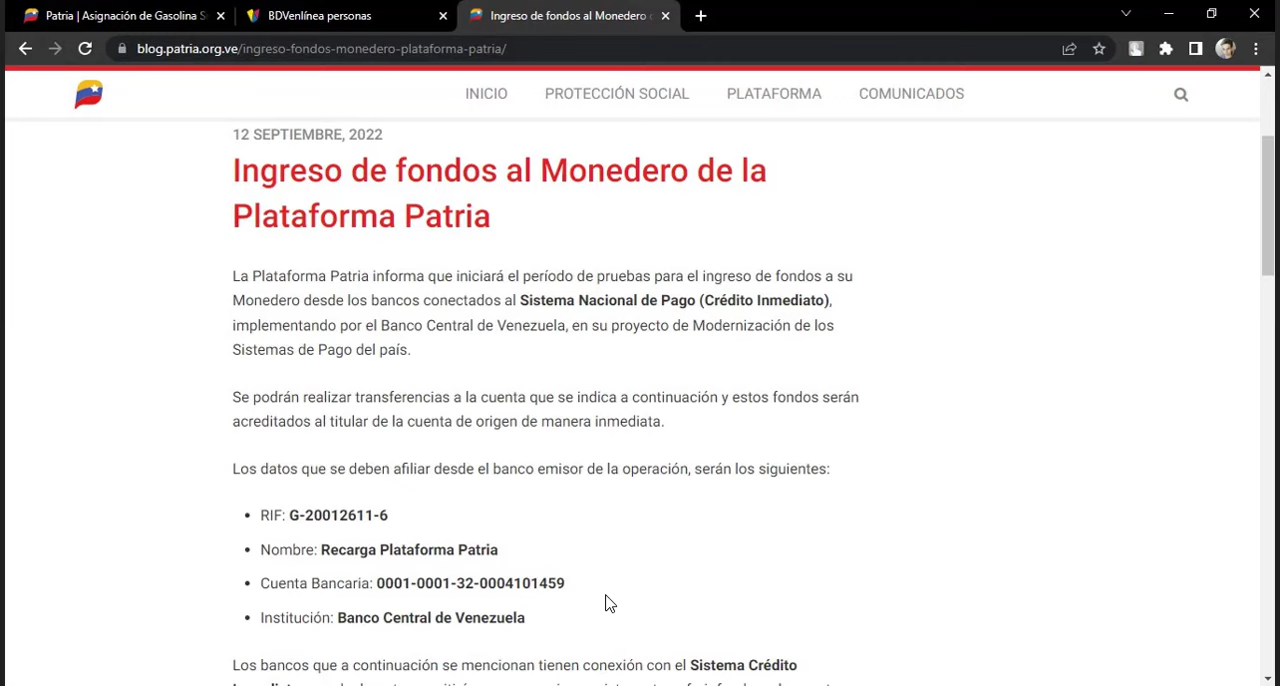 Patria | Asignación de Gasolina S
BDVenlínea personas
Ingreso de fondos al Monedero
blog.patria.org.ve/ingreso-fondos-monedero-plataforma-patria/
INICIO PROTECCIÓN SOCIAL PLATAFORMA COMUNICADOS
12 SEPTIEMBRE, 2022
Ingreso de fondos al Monedero de la
Plataforma Patria
La Plataforma Patria informa que iniciará el período de pruebas para el ingreso de fondos a su
Monedero desde los bancos conectados al Sistema Nacional de Pago (Crédito Inmediato),
implementando por el Banco Central de Venezuela, en su proyecto de Modernización de los
Sistemas de Pago del país.
Se podrán realizar transferencias a la cuenta que se indica a continuación y estos fondos serán
acreditados al titular de la cuenta de origen de manera inmediata.
Los datos que se deben afiliar desde el banco emisor de la operación, serán los siguientes:
• RIF: G-20012611-6
• Nombre: Recarga Plataforma Patria
• Cuenta Bancaria: 0001-0001-32-0004101459
• Institución: Banco Central de Venezuela
Los bancos que a continuación se mencionan tienen conexión con el Sistema Crédito